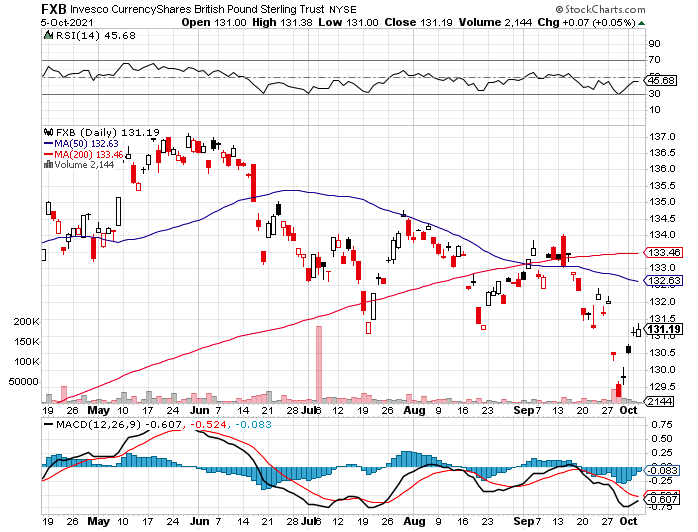 FXB Invesco CurrencyShares British Pound Sterling Trust NYSE © StockCharts.com
5-Oct-2021 Open 131.00 High 131.38 Low 131.00 Close 131.19 Volume 2,144 Chg +0.07 (+0.05%)
RSI(14) 45.68
90
70
50
45.68
30
10
FXB (Daily) 131.19
MA(50) 132.63
MA(200) 133.46
Volume 2,144
137.0
136.5
136.0
135.5
135.0
134.5
134.0
133.46
133.0
132.63
132.0
131.5
131.19
130.5
130.0
129.5
2144
200K
150K
100K
50000
19 26 May 10 17 24 Jun 7 14 21 28 Jul 6 12 19 26 Aug 9 16 23 Sep 7 13 20 27 Oct
MACD(12,26,9) -0.607, -0.524, -0.083
0.75
0.50
0.25
0.00
-0.083
-0.25
-0.607
-0.75
19 26 May 10 17 24 Jun 7 14 21 28 Jul 6 12 19 26 Aug 9 16 23 Sep 7 13 20 27 Oct